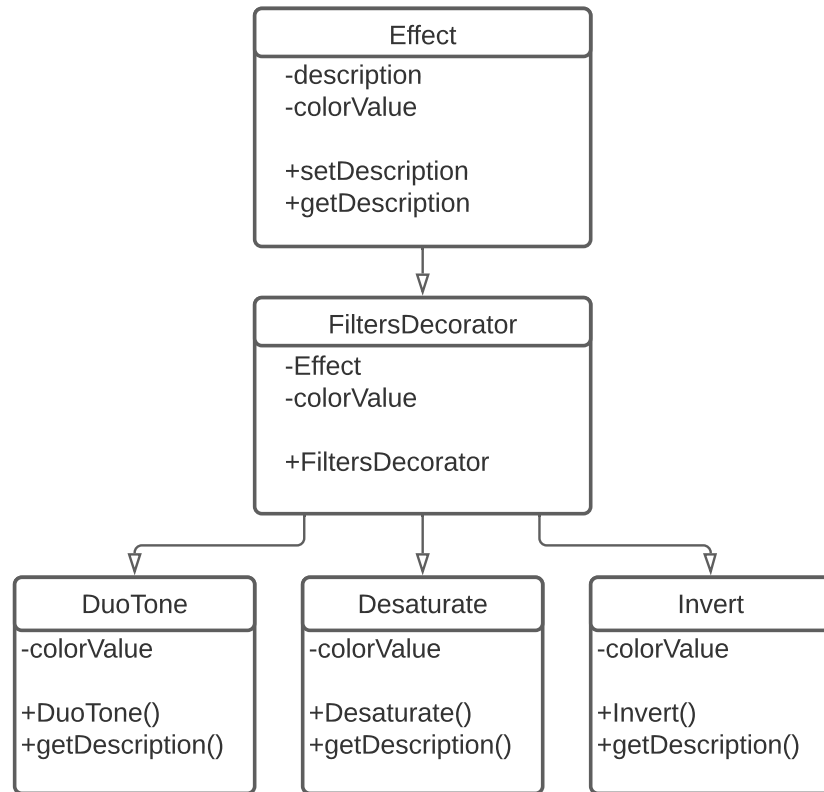 Effect
-description
-colorValue
+setDescription
+getDescription
FiltersDecorator
-Effect
-colorValue
+FiltersDecorator
DuoTone
-colorValue
+DuoTone()
+getDescription()
Desaturate
-colorValue
+Desaturate()
+getDescription()
Invert
-colorValue
+Invert()
+getDescription()